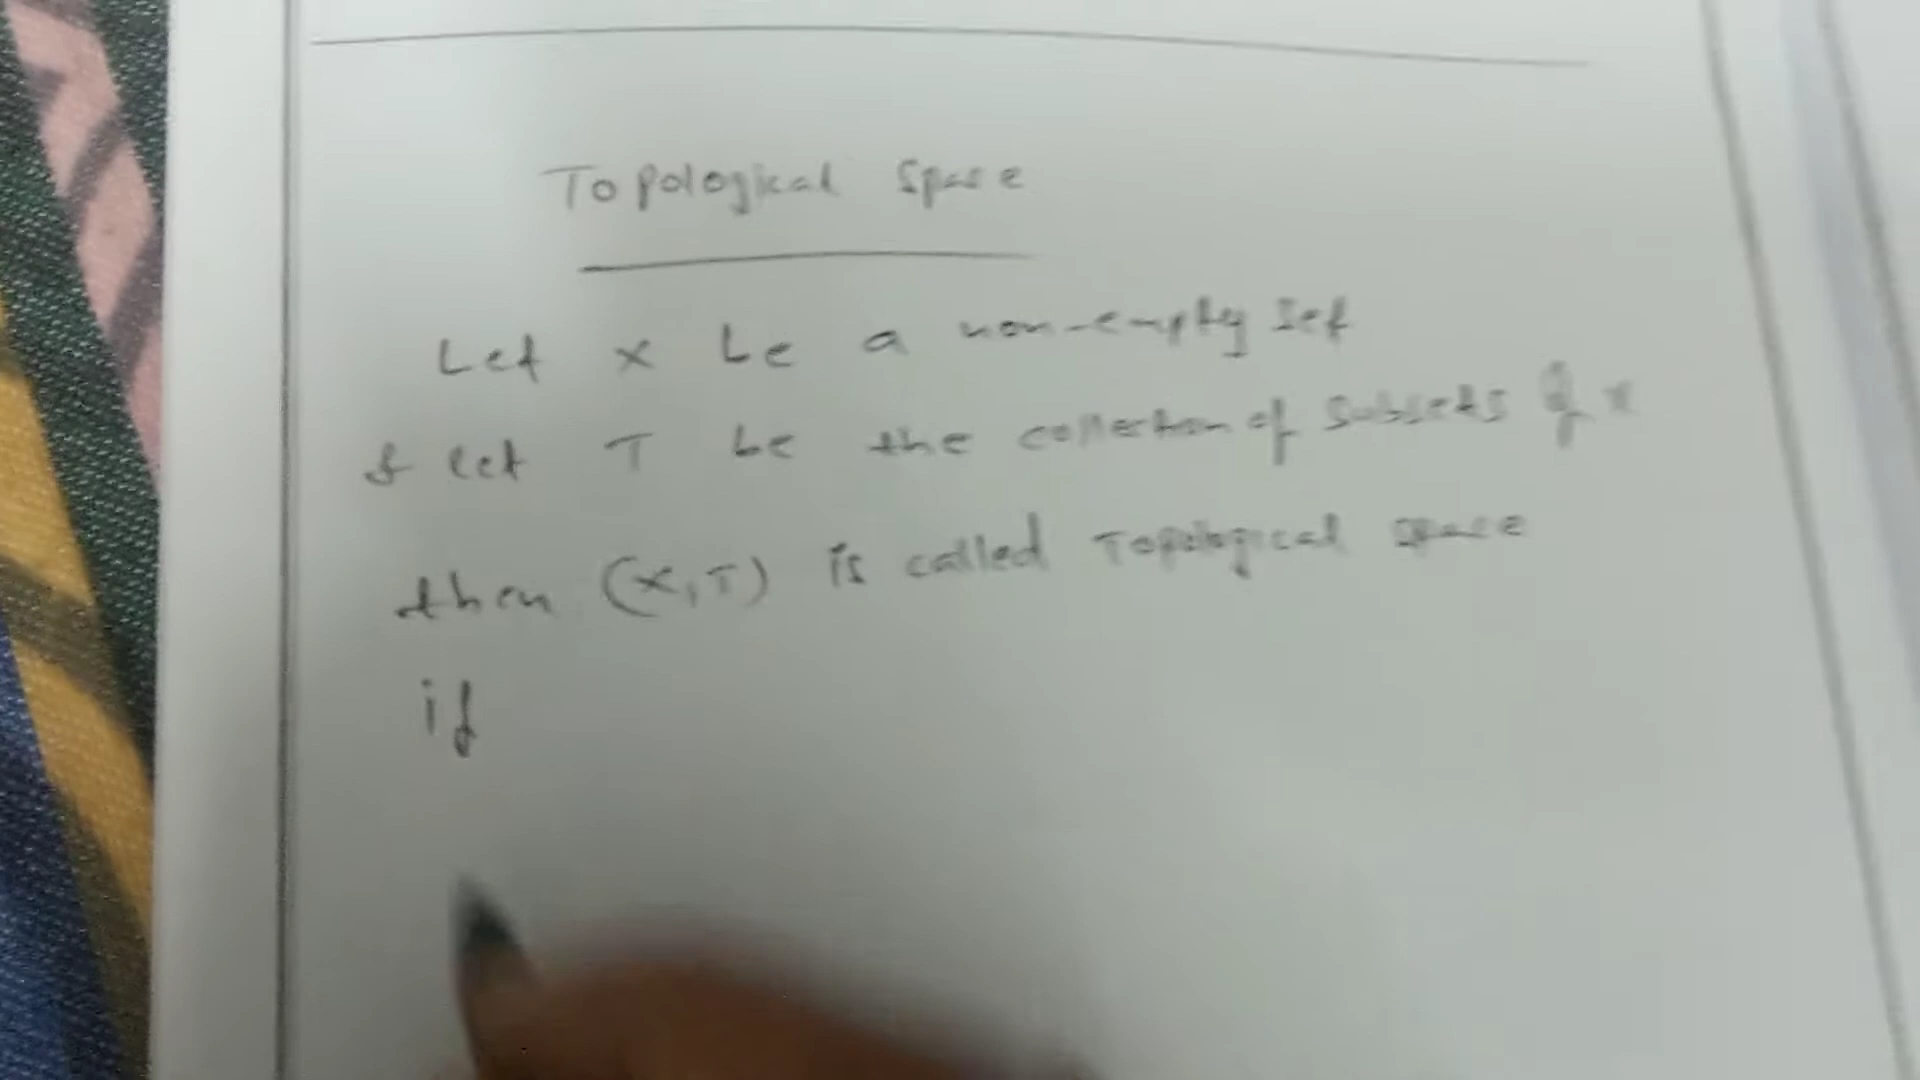 Topological Space
Let x be a non-empty set
& let T be the collection of subsets of x
then (x,T) is called Topological space
if